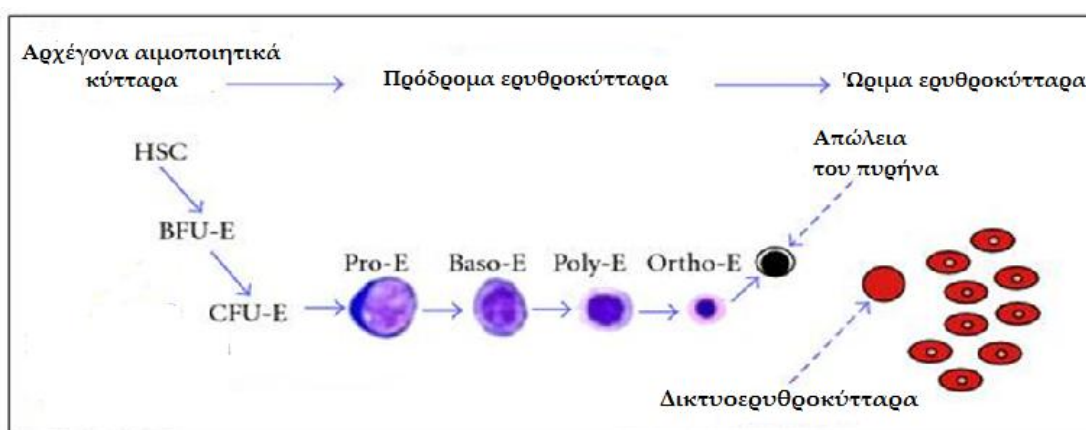 Αρχέγονα αιμοποιητικά
κύτταρα
Πρόδρομα ερυθροκύτταρα
Ώριμα ερυθροκύτταρα
Απώλεια
του πυρήνα
HSC
BFU-E
CFU-E
Pro-E
Baso-E
Poly-E
Ortho-E
Δικτυοερυθροκύτταρα